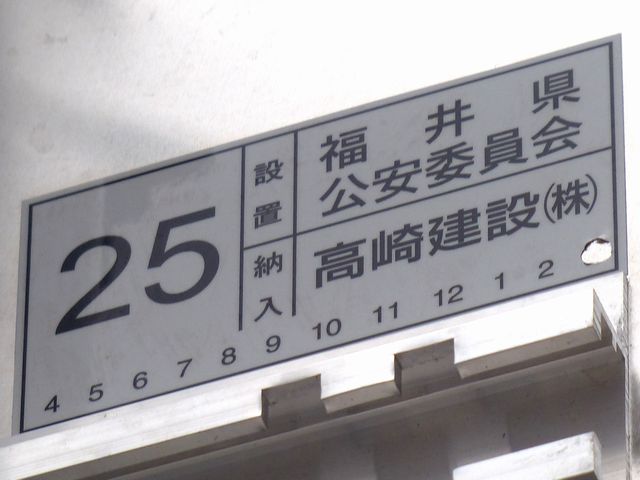 25
設置
福井県
公安委員会
納入
高崎建設(株)
4 5 6 7 8 9 10 11 12 1 2